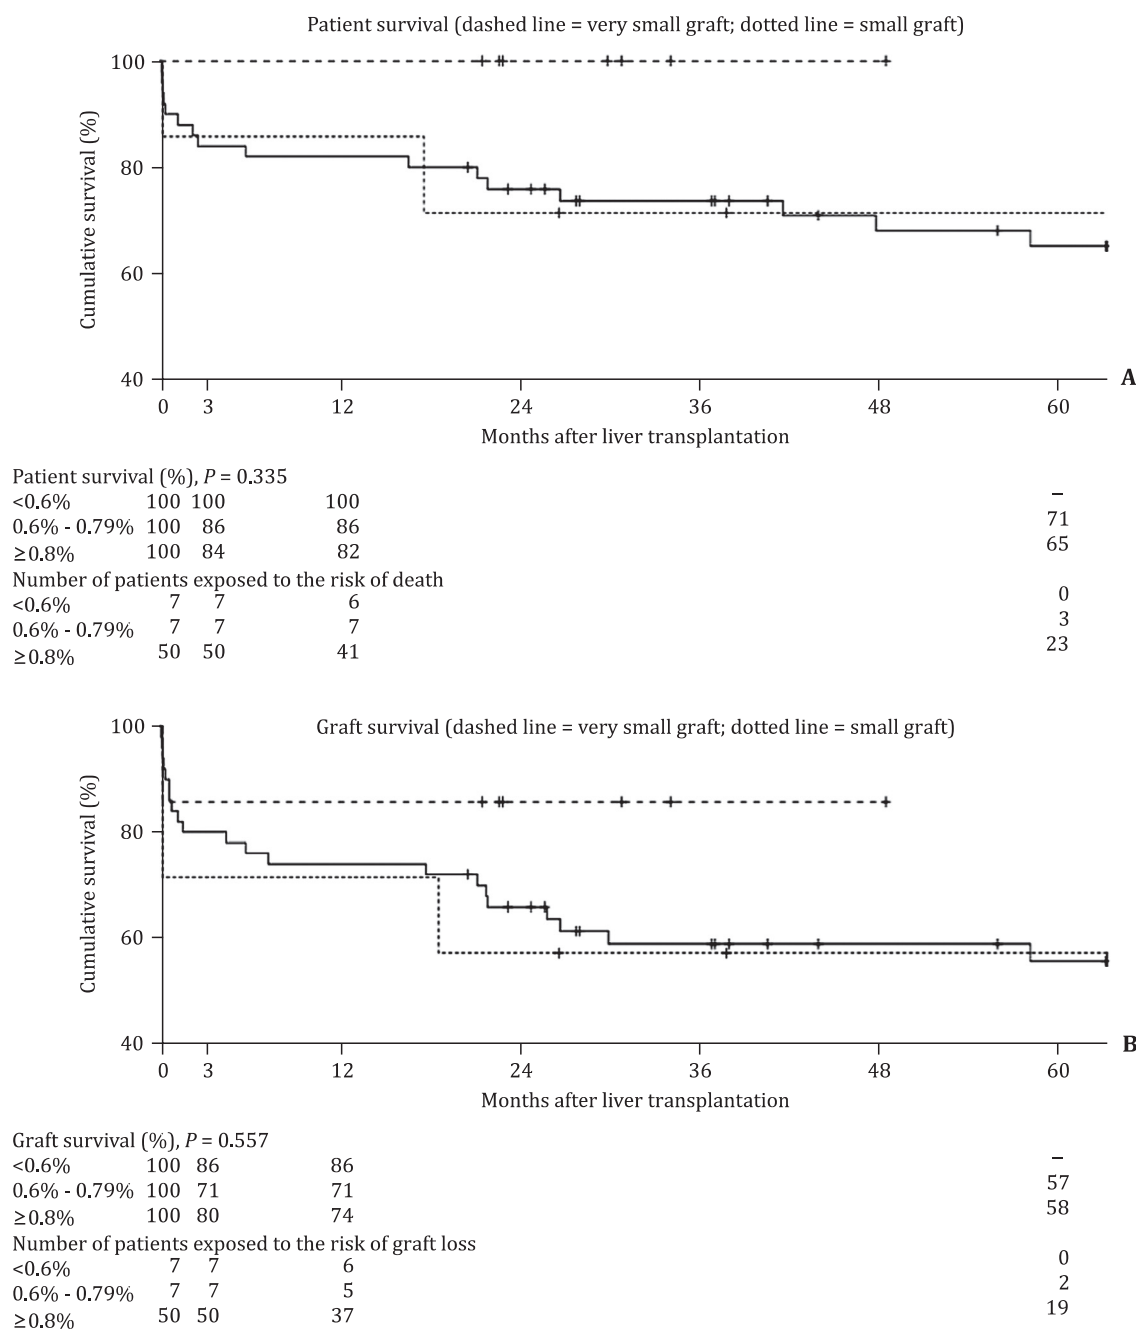 Patient survival (dashed line = very small graft; dotted line = small graft)
100
80
60
40
Cumulative survival (%)
A
0 3 12 24 36 48 60
Months after liver transplantation
Patient survival (%), P = 0.335
<0.6% 100 100 100 –
0.6% - 0.79% 100 86 86 71
≥0.8% 100 84 82 65
Number of patients exposed to the risk of death
<0.6% 7 7 6 0
0.6% - 0.79% 7 7 7 3
≥0.8% 50 50 41 23
Graft survival (dashed line = very small graft; dotted line = small graft)
100
80
60
40
Cumulative survival (%)
B
0 3 12 24 36 48 60
Months after liver transplantation
Graft survival (%), P = 0.557
<0.6% 100 86 86 –
0.6% - 0.79% 100 71 71 57
≥0.8% 100 80 74 58
Number of patients exposed to the risk of graft loss
<0.6% 7 7 6 0
0.6% - 0.79% 7 7 5 2
≥0.8% 50 50 37 19